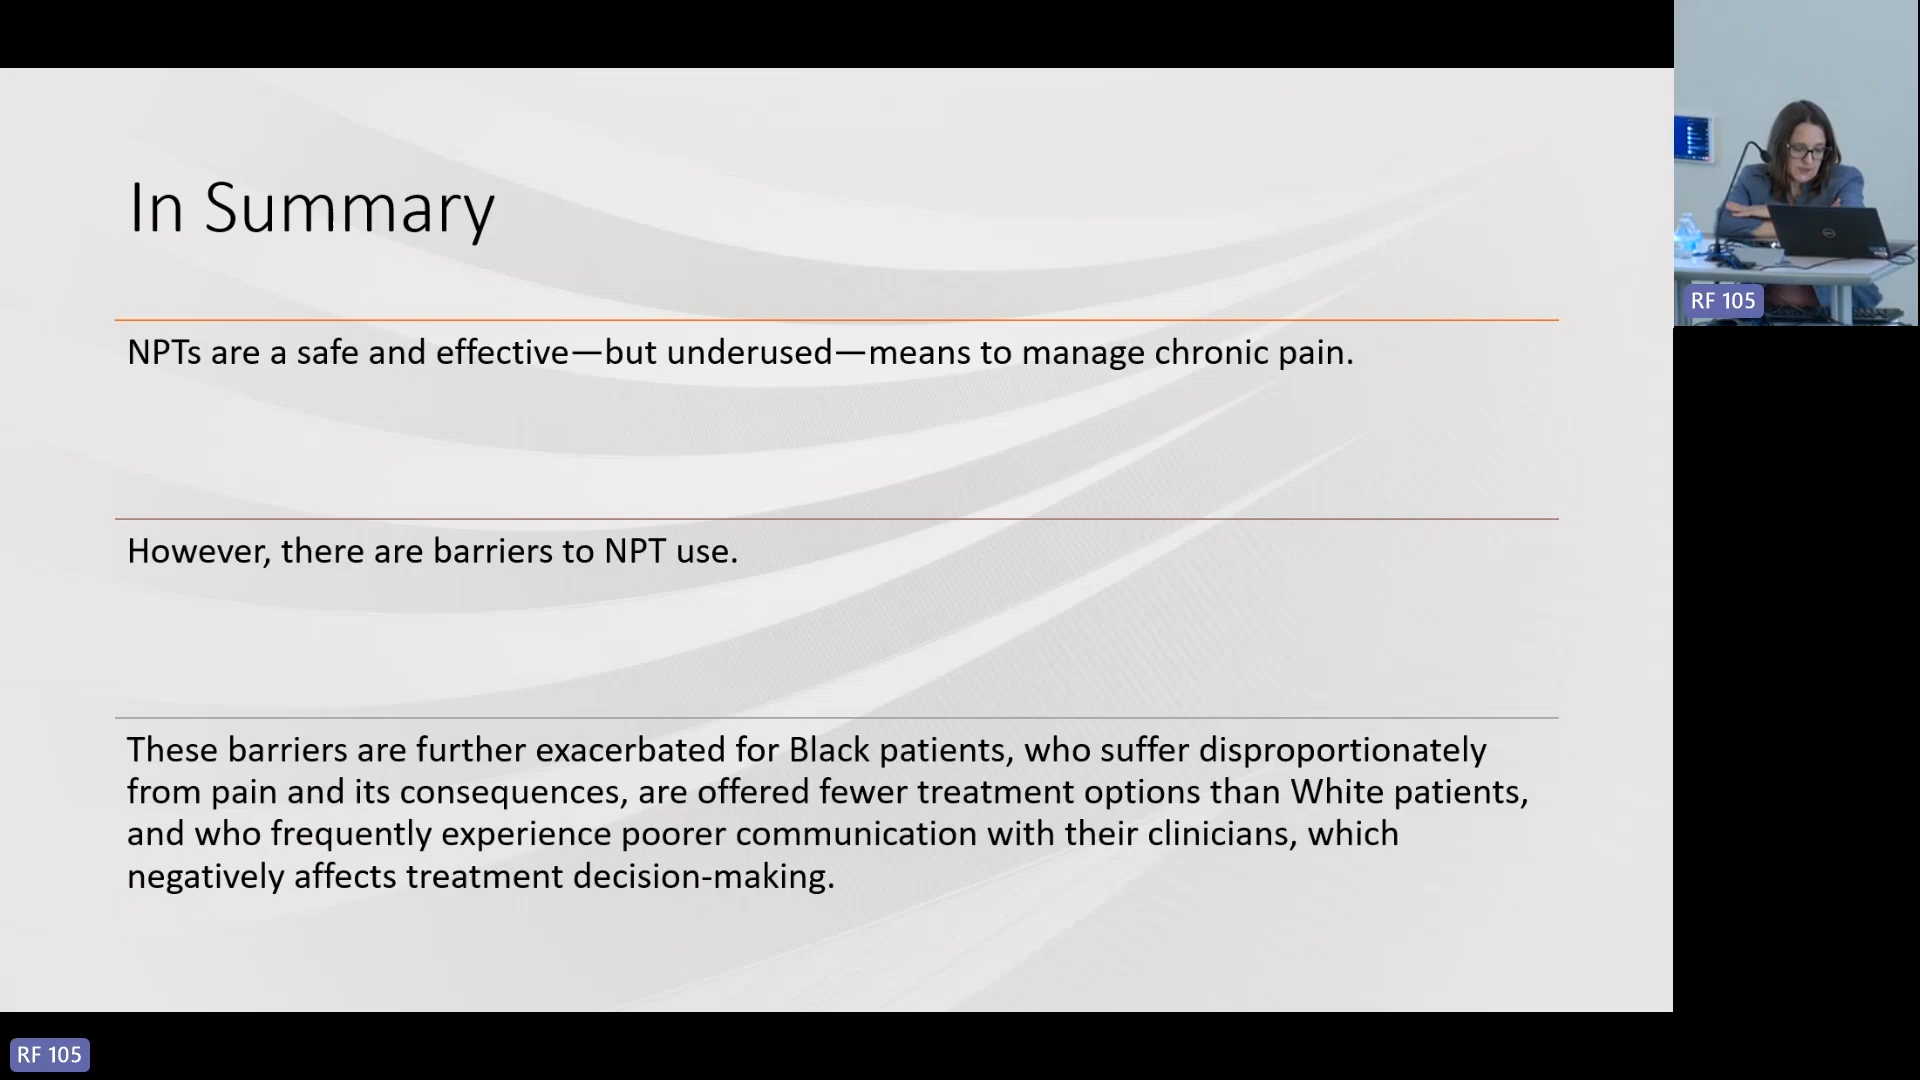 In Summary
NPTs are a safe and effective—but underused—means to manage chronic pain.
However, there are barriers to NPT use.
These barriers are further exacerbated for Black patients, who suffer disproportionately
from pain and its consequences, are offered fewer treatment options than White patients,
and who frequently experience poorer communication with their clinicians, which
negatively affects treatment decision-making.
RF 105
RF 105